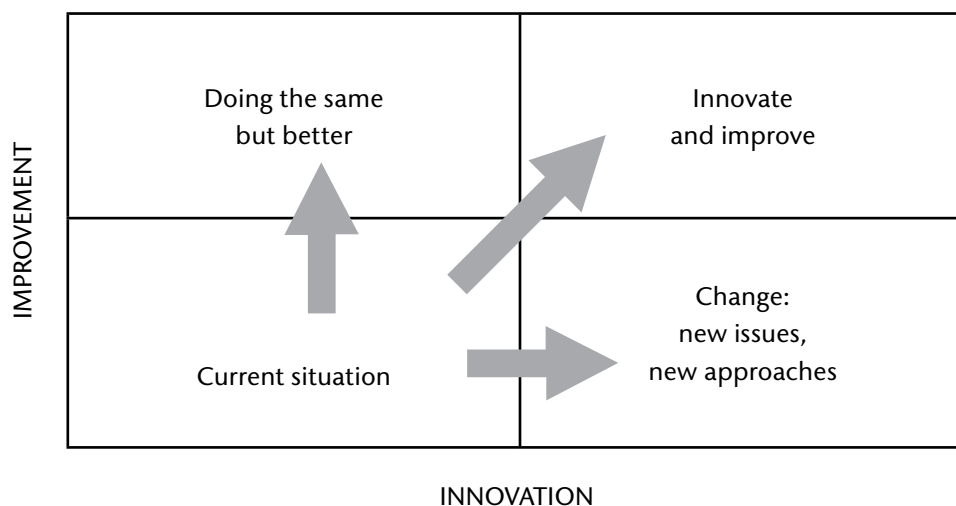 Doing the same
but better
Innovate
and improve
IMPROVEMENT
Current situation
Change:
new issues,
new approaches
INNOVATION